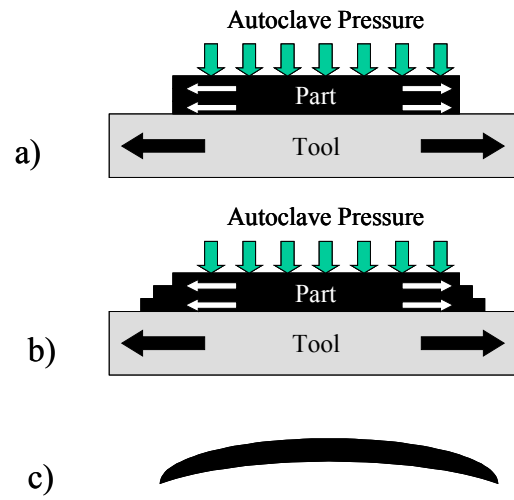 Autoclave Pressure
Part
a)
Tool
Autoclave Pressure
Part
b)
Tool
c)